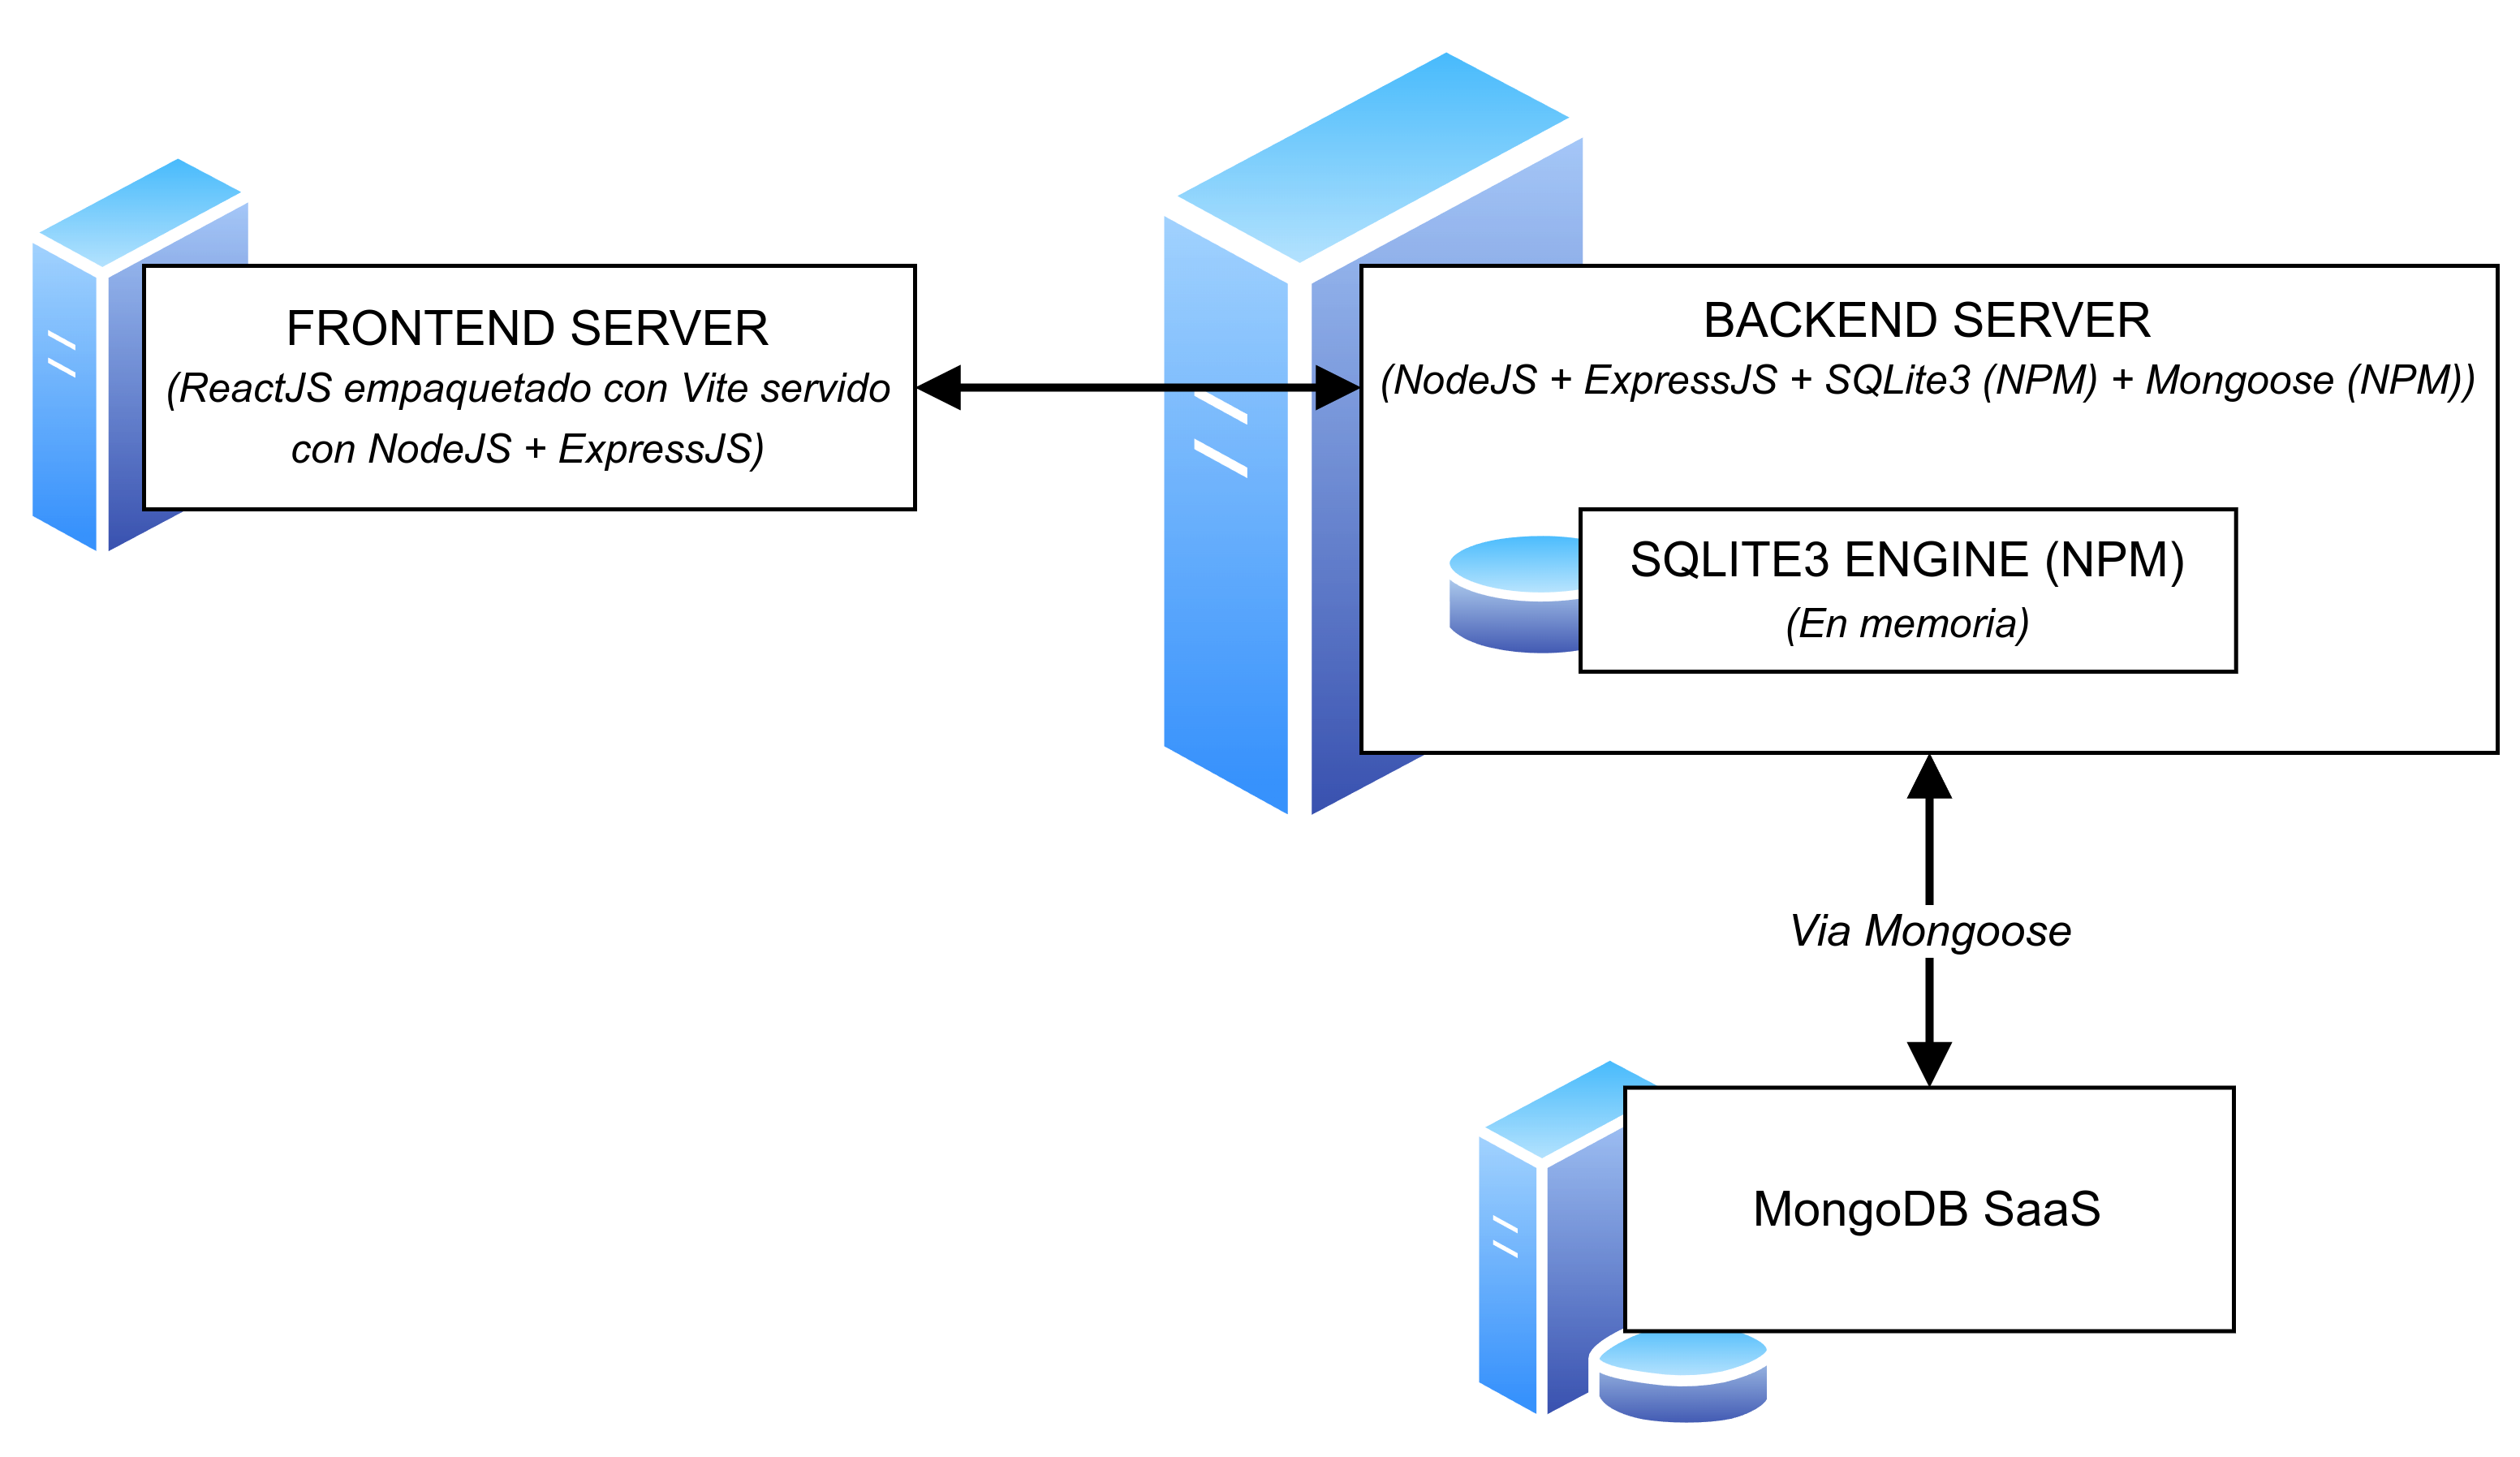 FRONTEND SERVER
(ReactJS empaquetado con Vite servido
con NodeJS + ExpressJS)
BACKEND SERVER
(NodeJS + ExpressJS + SQLite3 (NPM) + Mongoose (NPM))
SQLITE3 ENGINE (NPM)
(En memoria)
Via Mongoose
MongoDB SaaS